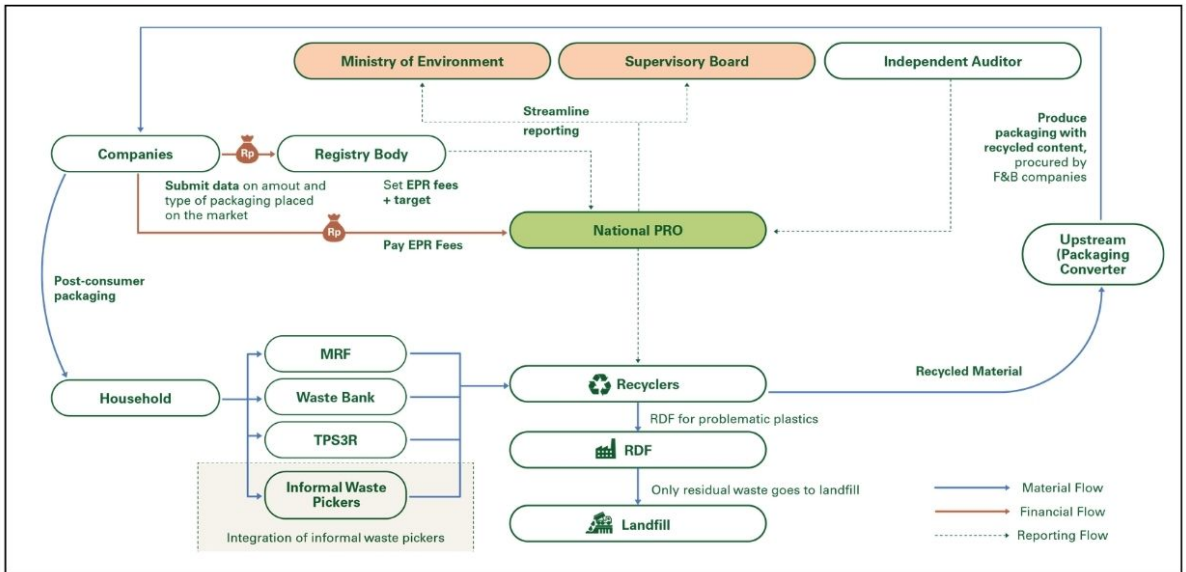 Ministry of Environment
Supervisory Board
Independent Auditor
Streamline
reporting
Produce
packaging with
recycled content,
procured by
F&B companies
Companies
Rp
Registry Body
Submit data on amout and
type of packaging placed
on the market
Set EPR fees
+ target
Rp
Pay EPR Fees
National PRO
Upstream
(Packaging
Converter
Post-consumer
packaging
MRF
Household
Waste Bank
TPS3R
Informal Waste
Pickers
Integration of informal waste pickers
Recyclers
Recycled Material
RDF for problematic plastics
RDF
Only residual waste goes to landfill
Landfill
Material Flow
Financial Flow
Reporting Flow